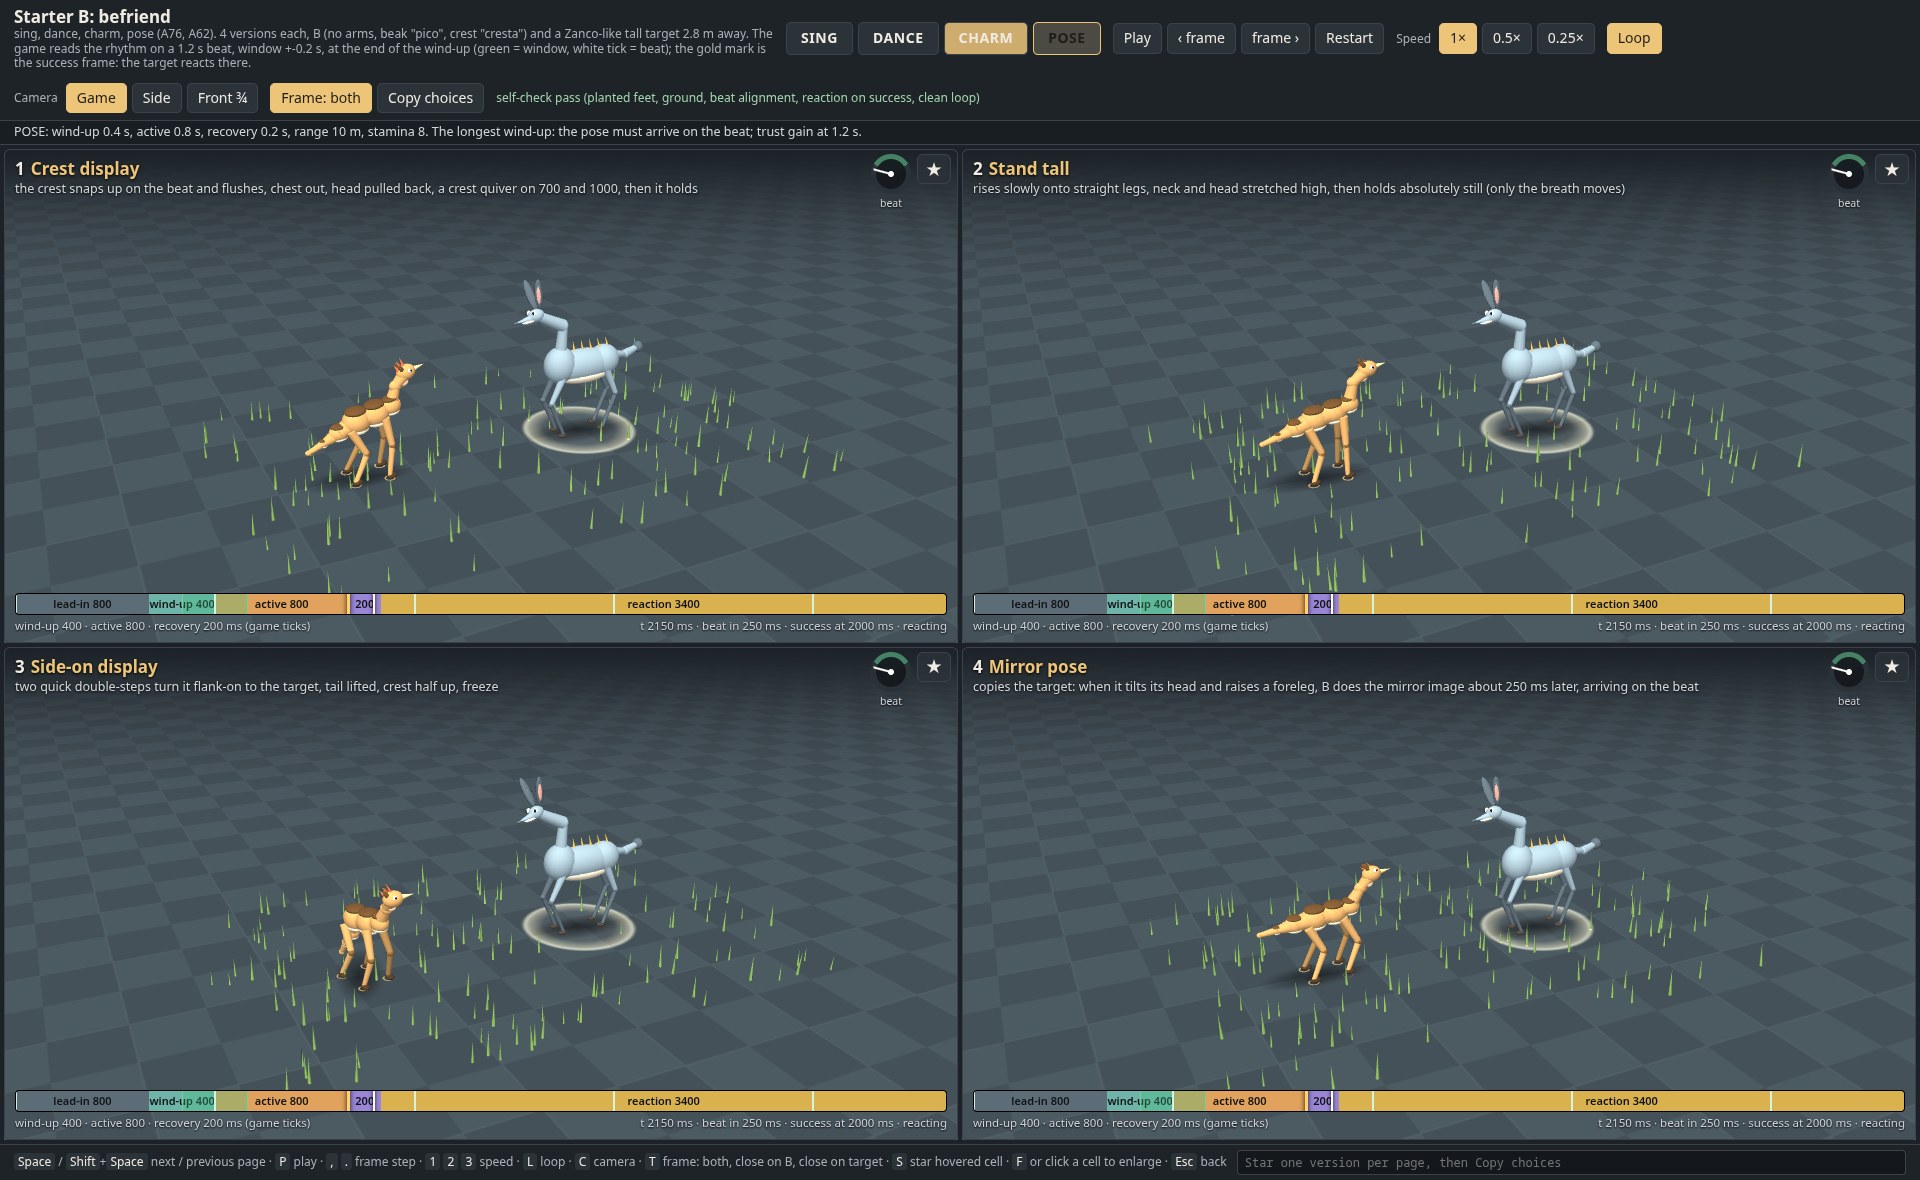 Starter B: befriend
sing, dance, charm, pose (A76, A62). 4 versions each, B (no arms, beak "pico", crest "cresta") and a Zanco-like tall target 2.8 m away. The
game reads the rhythm on a 1.2 s beat, window +-0.2 s, at the end of the wind-up (green = window, white tick = beat); the gold mark is
the success frame: the target reacts there.
SING DANCE CHARM POSE Play ‹ frame frame › Restart Speed 1× 0.5× 0.25× Loop
Camera Game Side Front ¾ Frame: both Copy choices self-check pass (planted feet, ground, beat alignment, reaction on success, clean loop)
POSE: wind-up 0.4 s, active 0.8 s, recovery 0.2 s, range 10 m, stamina 8. The longest wind-up: the pose must arrive on the beat; trust gain at 1.2 s.
1 Crest display ★
the crest snaps up on the beat and flushes, chest out, head pulled back, a crest quiver on 700 and 1000, then it holds
beat
lead-in 800 wind-up 400 active 800 200 reaction 3400
wind-up 400 · active 800 · recovery 200 ms (game ticks) t 2150 ms · beat in 250 ms · success at 2000 ms · reacting
2 Stand tall ★
rises slowly onto straight legs, neck and head stretched high, then holds absolutely still (only the breath moves)
beat
lead-in 800 wind-up 400 active 800 200 reaction 3400
wind-up 400 · active 800 · recovery 200 ms (game ticks) t 2150 ms · beat in 250 ms · success at 2000 ms · reacting
3 Side-on display ★
two quick double-steps turn it flank-on to the target, tail lifted, crest half up, freeze
beat
lead-in 800 wind-up 400 active 800 200 reaction 3400
wind-up 400 · active 800 · recovery 200 ms (game ticks) t 2150 ms · beat in 250 ms · success at 2000 ms · reacting
4 Mirror pose ★
copies the target: when it tilts its head and raises a foreleg, B does the mirror image about 250 ms later, arriving on the beat
beat
lead-in 800 wind-up 400 active 800 200 reaction 3400
wind-up 400 · active 800 · recovery 200 ms (game ticks) t 2150 ms · beat in 250 ms · success at 2000 ms · reacting
Space / Shift+Space next / previous page · P play · , . frame step · 1 2 3 speed · L loop · C camera · T frame: both, close on B, close on target · S star hovered cell · F or click a cell to enlarge · Esc back Star one version per page, then Copy choices